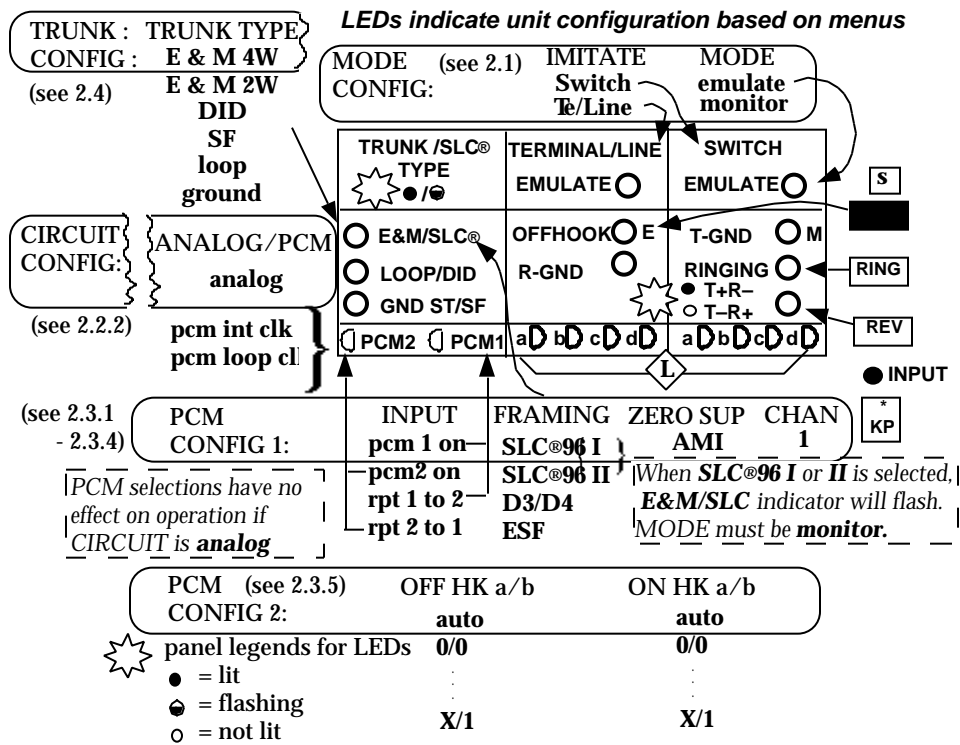 LEDs indicate unit configuration based on menus
TRUNK : TRUNK TYPE
CONFIG : E & M 4W
(see 2.4)
E & M 2W
DID
SF
loop
ground
MODE (see 2.1) IMITATE MODE
CONFIG: Switch emulate
Te/Line monitor
TRUNK /SLC® TERMINAL/LINE SWITCH
TYPE
/
EMULATE EMULATE
S
CIRCUIT ANALOG/PCM
CONFIG: analog
(see 2.2.2)
pcm int clk
pcm loop cl
E&M/SLC® OFFHOOK E T-GND M
LOOP/DID R-GND RINGING
T+R–
GND ST/SF T–R+
RING
REV
PCM2 PCM1 a b c d a b c d
L
INPUT
*
KP
(see 2.3.1
- 2.3.4)
PCM INPUT FRAMING ZERO SUP CHAN
CONFIG 1: pcm 1 on SLC®96 I AMI 1
pcm2 on SLC®96 II
rpt 1 to 2 D3/D4
rpt 2 to 1 ESF
PCM selections have no
effect on operation if
CIRCUIT is analog
When SLC®96 I or II is selected,
E&M/SLC indicator will flash.
MODE must be monitor.
PCM (see 2.3.5) OFF HK a/b ON HK a/b
CONFIG 2: auto auto
panel legends for LEDs 0/0 0/0
= lit
= flashing
X/1 X/1
= not lit